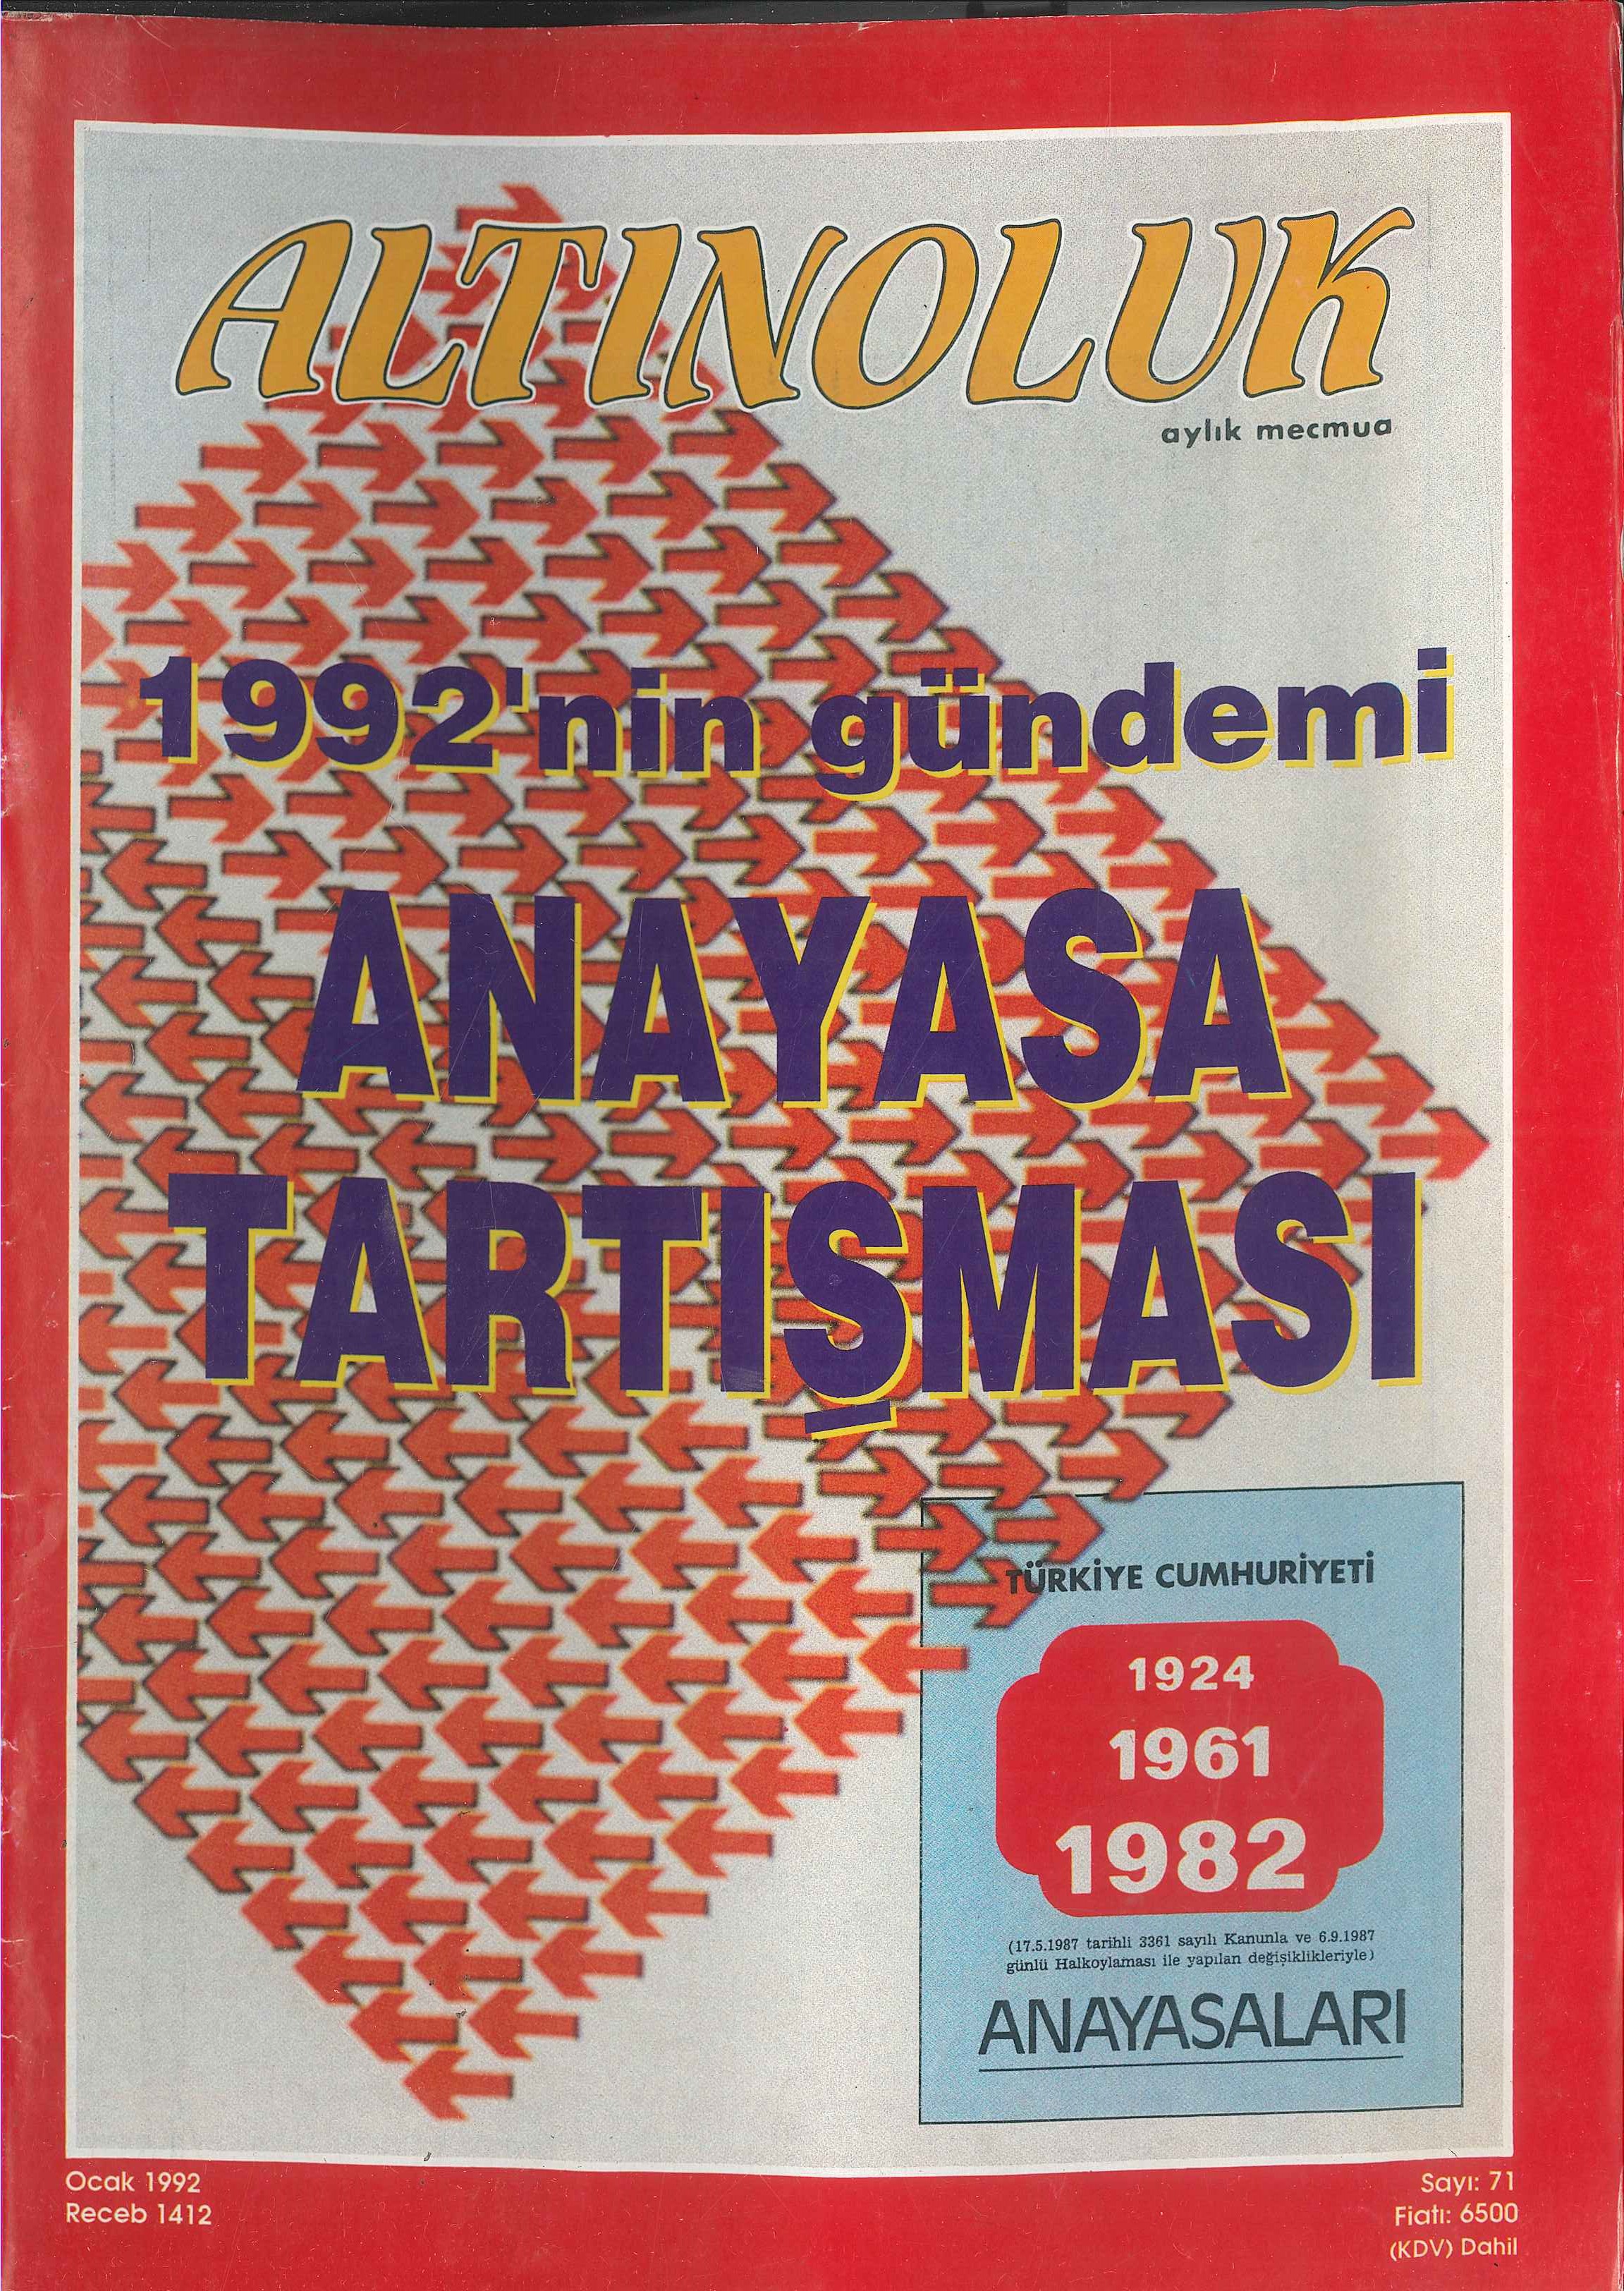 ALTINOLUK
aylık mecmua
1992'nin gündemi
ANAYASA
TARTIŞMASI
TÜRKİYE CUMHURİYETİ
1924
1961
1982
(17.5.1987 tarihli 3361 sayılı Kanunla ve 6.9.1987
günlü Halkoylaması ile yapılan değişiklikleriyle)
ANAYASALARI
Ocak 1992
Receb 1412
Sayı: 71
Fiatı: 6500
(KDV) Dahil